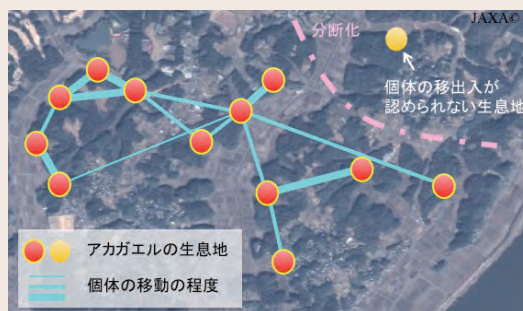 分断化
JAXA©
個体の移出入が
認められない生息地
アカガエルの生息地
個体の移動の程度